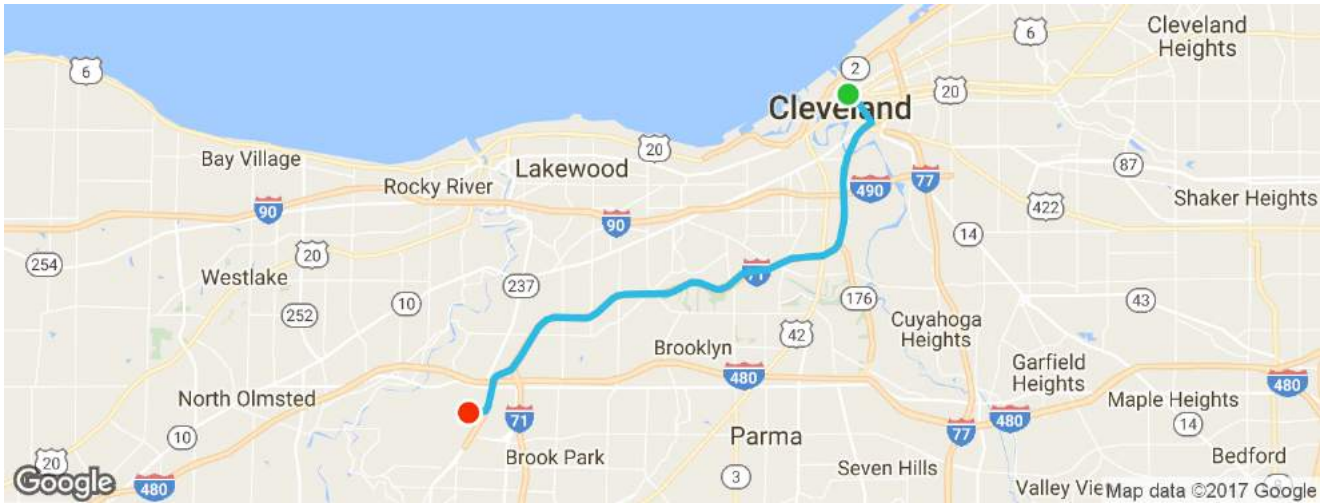 Cleveland
Heights
6
2
6
20
Cleveland
20
Bay Village
Lakewood
87
Rocky River
490
77
Shaker Heights
90
422
90
20
14
254
Westlake
71
237
10
176
43
252
42
Cuyahoga
Heights
Brooklyn
Garfield
Heights
480
480
North Olmsted
Maple Heights
71
480
14
10
77
Parma
20
Brook Park
Bedford
Seven Hills
3
480
Google
Valley Vie
Map data ©2017 Google